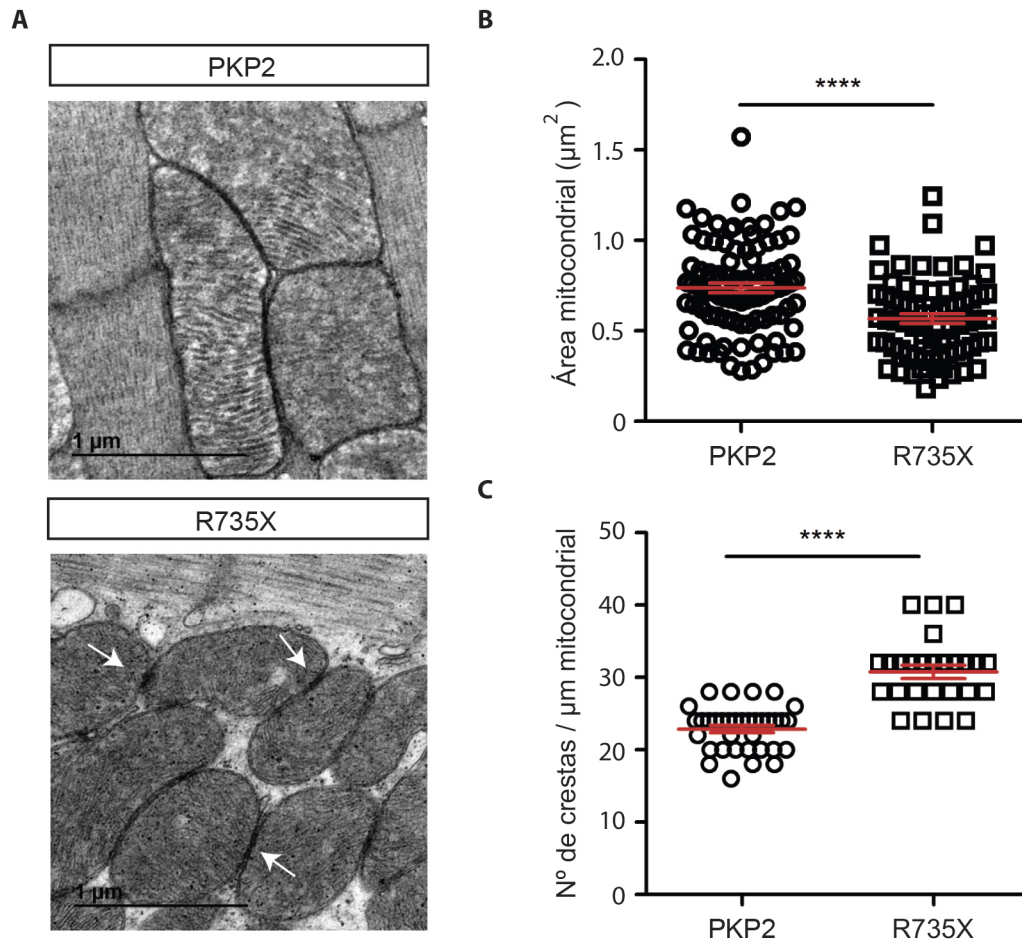 A
PKP2
1 µm
R735X
1 µm
B
Área mitocondrial (µm²)
2.0
1.5
1.0
0.5
0
****
PKP2
R735X
C
Nº de crestas / µm mitocondrial
50
40
30
20
10
0
****
PKP2
R735X